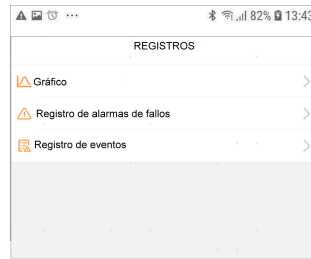 82% 13:43
REGISTROS
Gráfico
Registro de alarmas de fallos
Registro de eventos